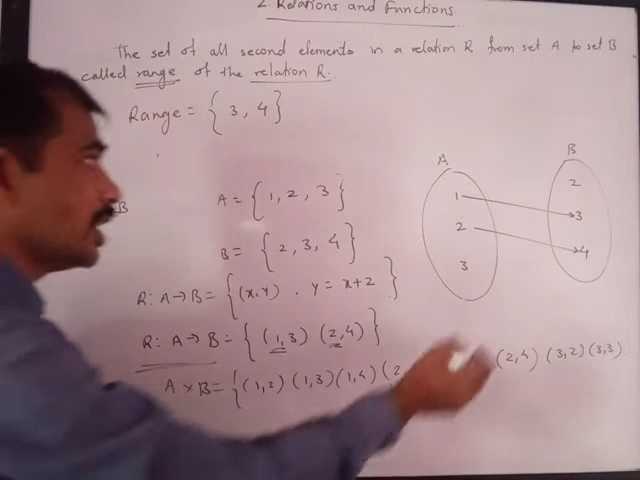 2. Relations and Functions
The set of all second elements in a relation R from set A to set B
called range of the relation R.
Range = { 3, 4 }
B
A = { 1, 2, 3 }
B = { 2, 3, 4 }
R: A → B = { (x, y) . y = x+2 }
R: A → B = { (1,3) (2,4) }
A × B = { (1,2) (1,3) (1,4) (2 (2,4) (3,2) (3,3)
A B
1 2
2 3
3 4